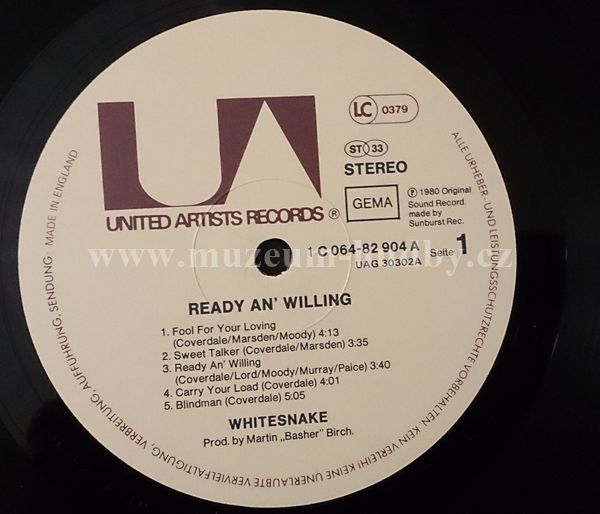 UA
UNITED ARTISTS RECORDS ®
LC 0379
ST 33
STEREO
GEMA
℗ 1980 Original
Sound Record.
made by
Sunburst Rec.
1 C 064-82 904 A
UAG 30302A
Seite 1
READY AN' WILLING
1. Fool For Your Loving
(Coverdale/Marsden/Moody) 4:13
2. Sweet Talker (Coverdale/Marsden) 3:35
3. Ready An' Willing
(Coverdale/Lord/Moody/Murray/Paice) 3:40
4. Carry Your Load (Coverdale) 4:01
5. Blindman (Coverdale) 5:05
WHITESNAKE
Prod. by Martin „Basher" Birch.
ALLE URHEBER- UND LEISTUNGSSCHUTZRECHTE VORBEHALTEN. KEIN VERLEIH! KEINE UNERLAUBTE VERVIELFÄLTIGUNG, VERBREITUNG, AUFFÜHRUNG, SENDUNG · MADE IN ENGLAND